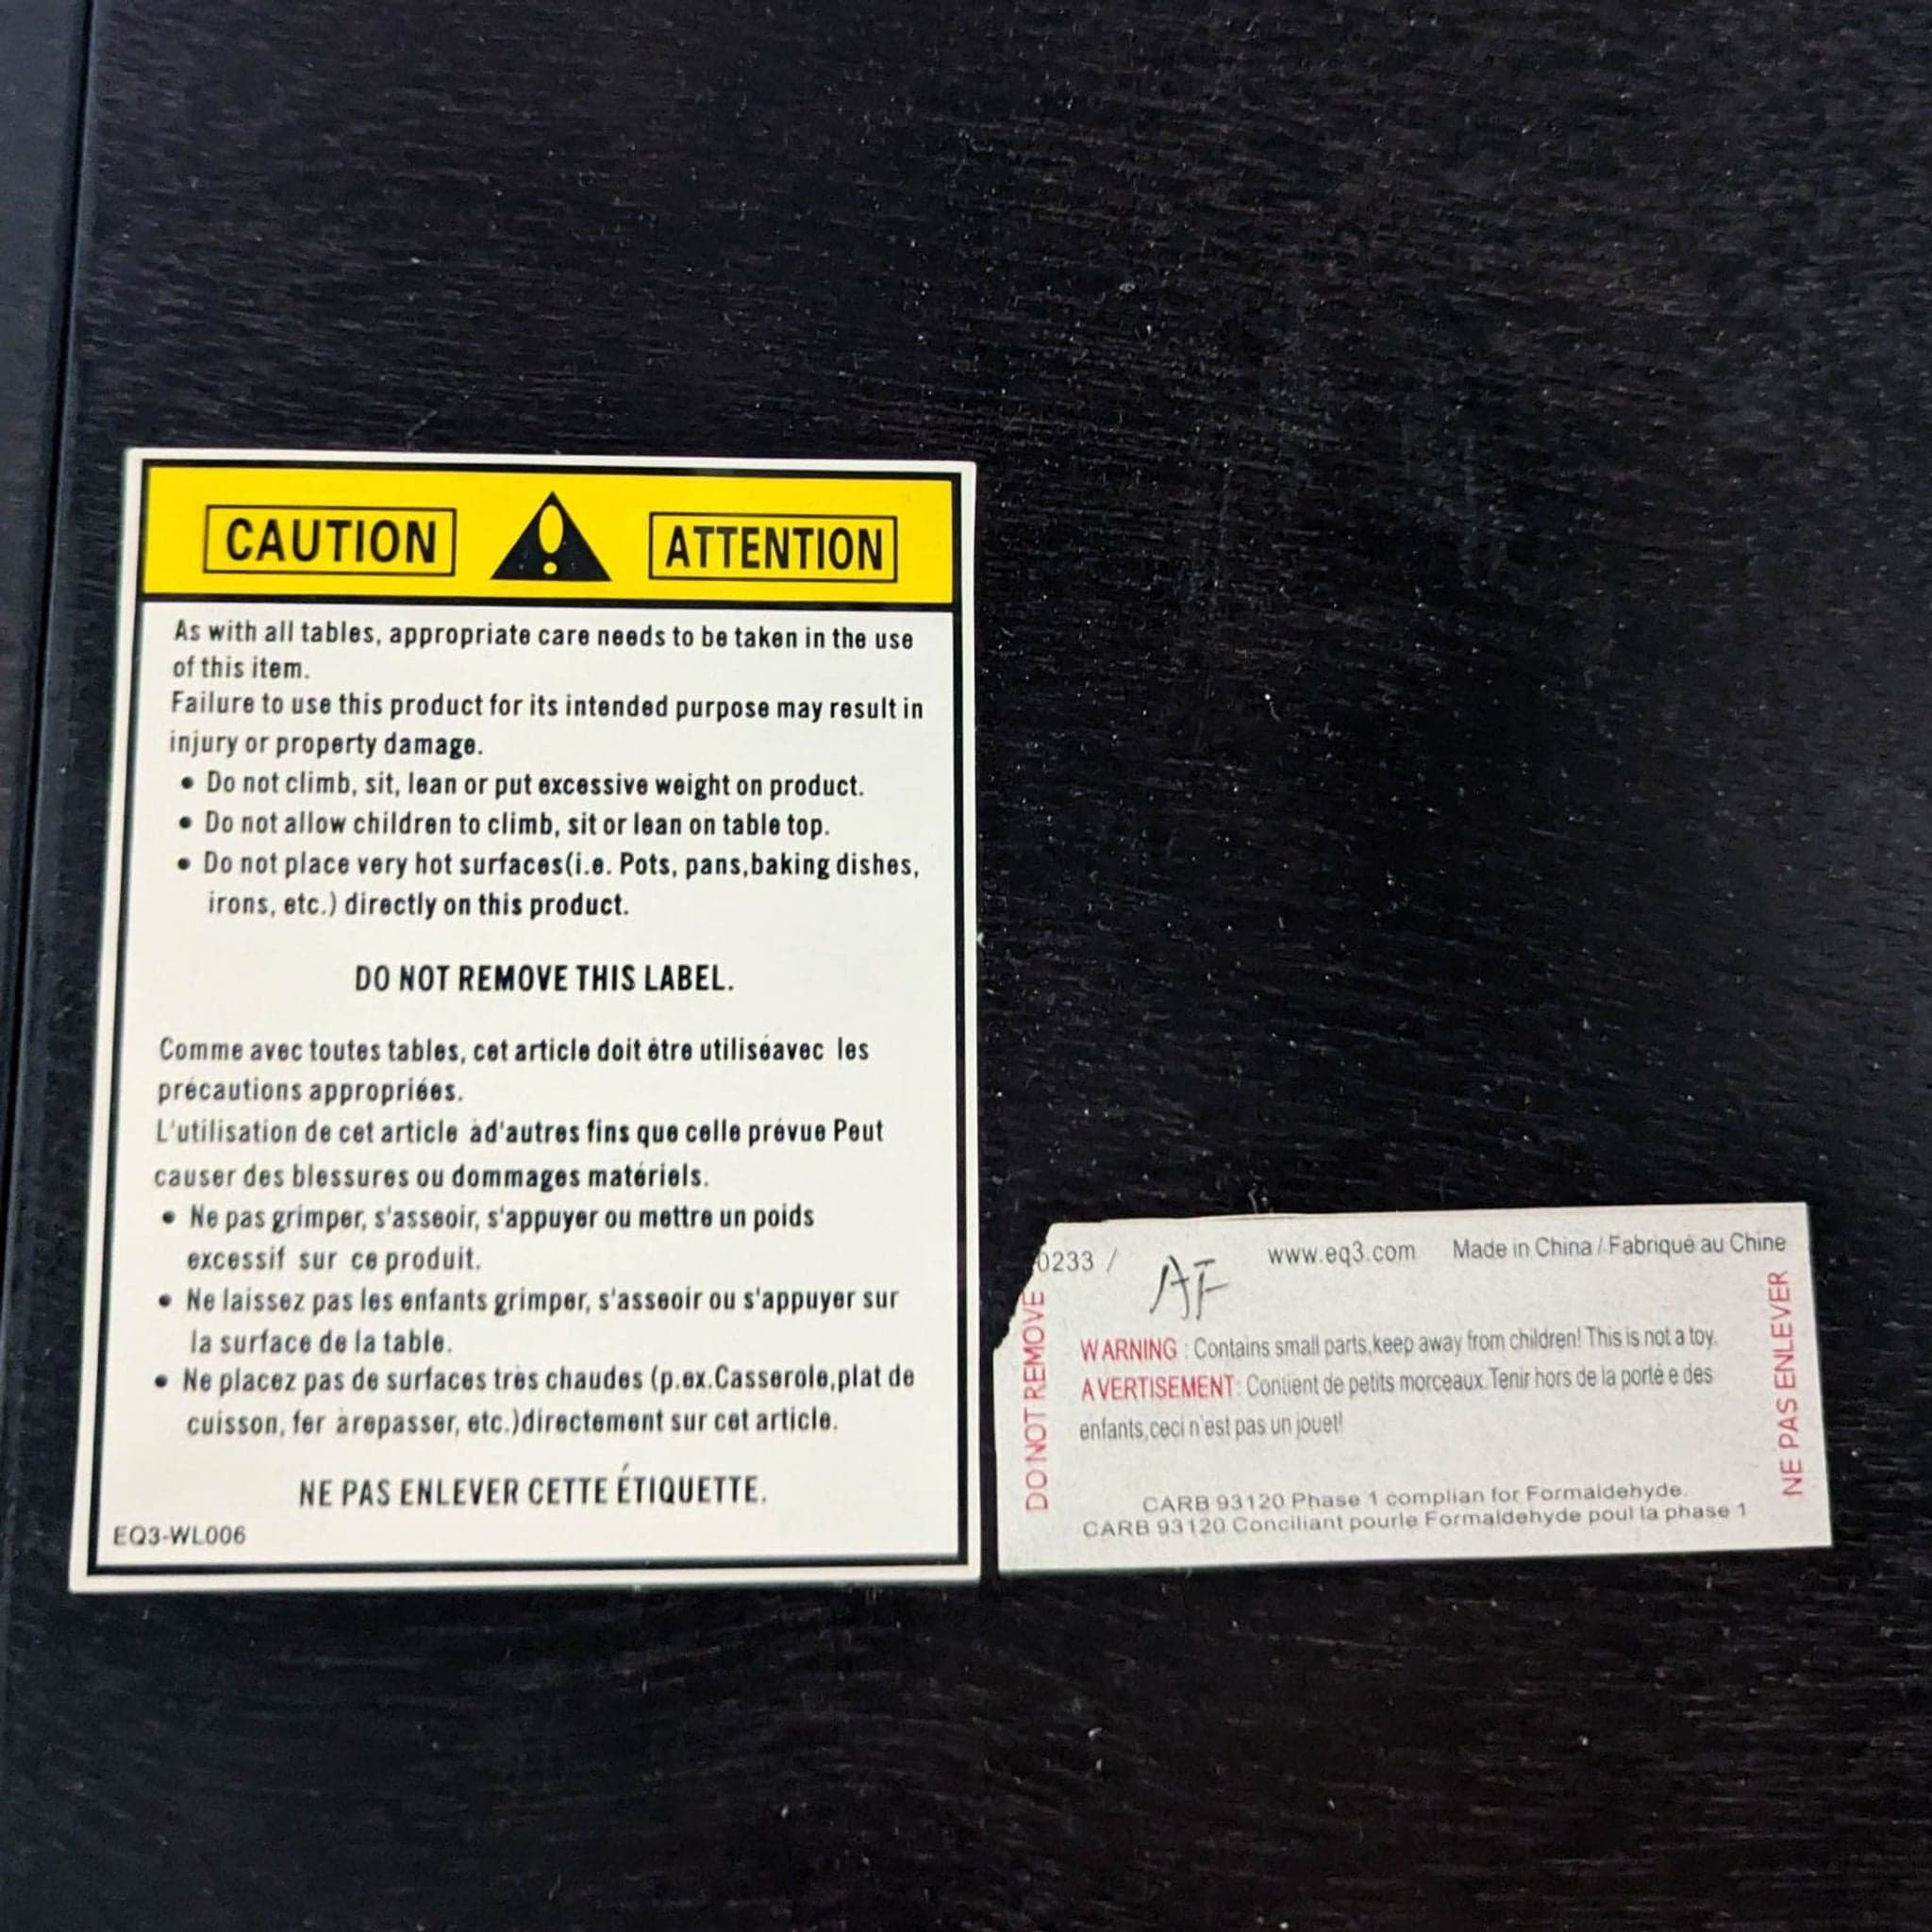 CAUTION ATTENTION
As with all tables, appropriate care needs to be taken in the use
of this item.
Failure to use this product for its intended purpose may result in
injury or property damage.
• Do not climb, sit, lean or put excessive weight on product.
• Do not allow children to climb, sit or lean on table top.
• Do not place very hot surfaces(i.e. Pots, pans,baking dishes,
irons, etc.) directly on this product.
DO NOT REMOVE THIS LABEL.
Comme avec toutes tables, cet article doit être utiliséavec les
précautions appropriées.
L'utilisation de cet article àd'autres fins que celle prévue Peut
causer des blessures ou dommages matériels.
• Ne pas grimper, s'asseoir, s'appuyer ou mettre un poids
excessif sur ce produit.
• Ne laissez pas les enfants grimper, s'asseoir ou s'appuyer sur
la surface de la table.
• Ne placez pas de surfaces très chaudes (p.ex.Casserole,plat de
cuisson, fer àrepasser, etc.)directement sur cet article.
NE PAS ENLEVER CETTE ÉTIQUETTE.
EQ3-WL006
0233 / AF www.eq3.com Made in China / Fabriqué au Chine
DO NOT REMOVE
WARNING : Contains small parts,keep away from children! This is not a toy.
AVERTISEMENT: Contient de petits morceaux.Tenir hors de la porté e des
enfants,ceci n'est pas un jouet!
CARB 93120 Phase 1 complian for Formaldehyde.
CARB 93120 Conciliant pourle Formaldehyde poul la phase 1
NE PAS ENLEVER